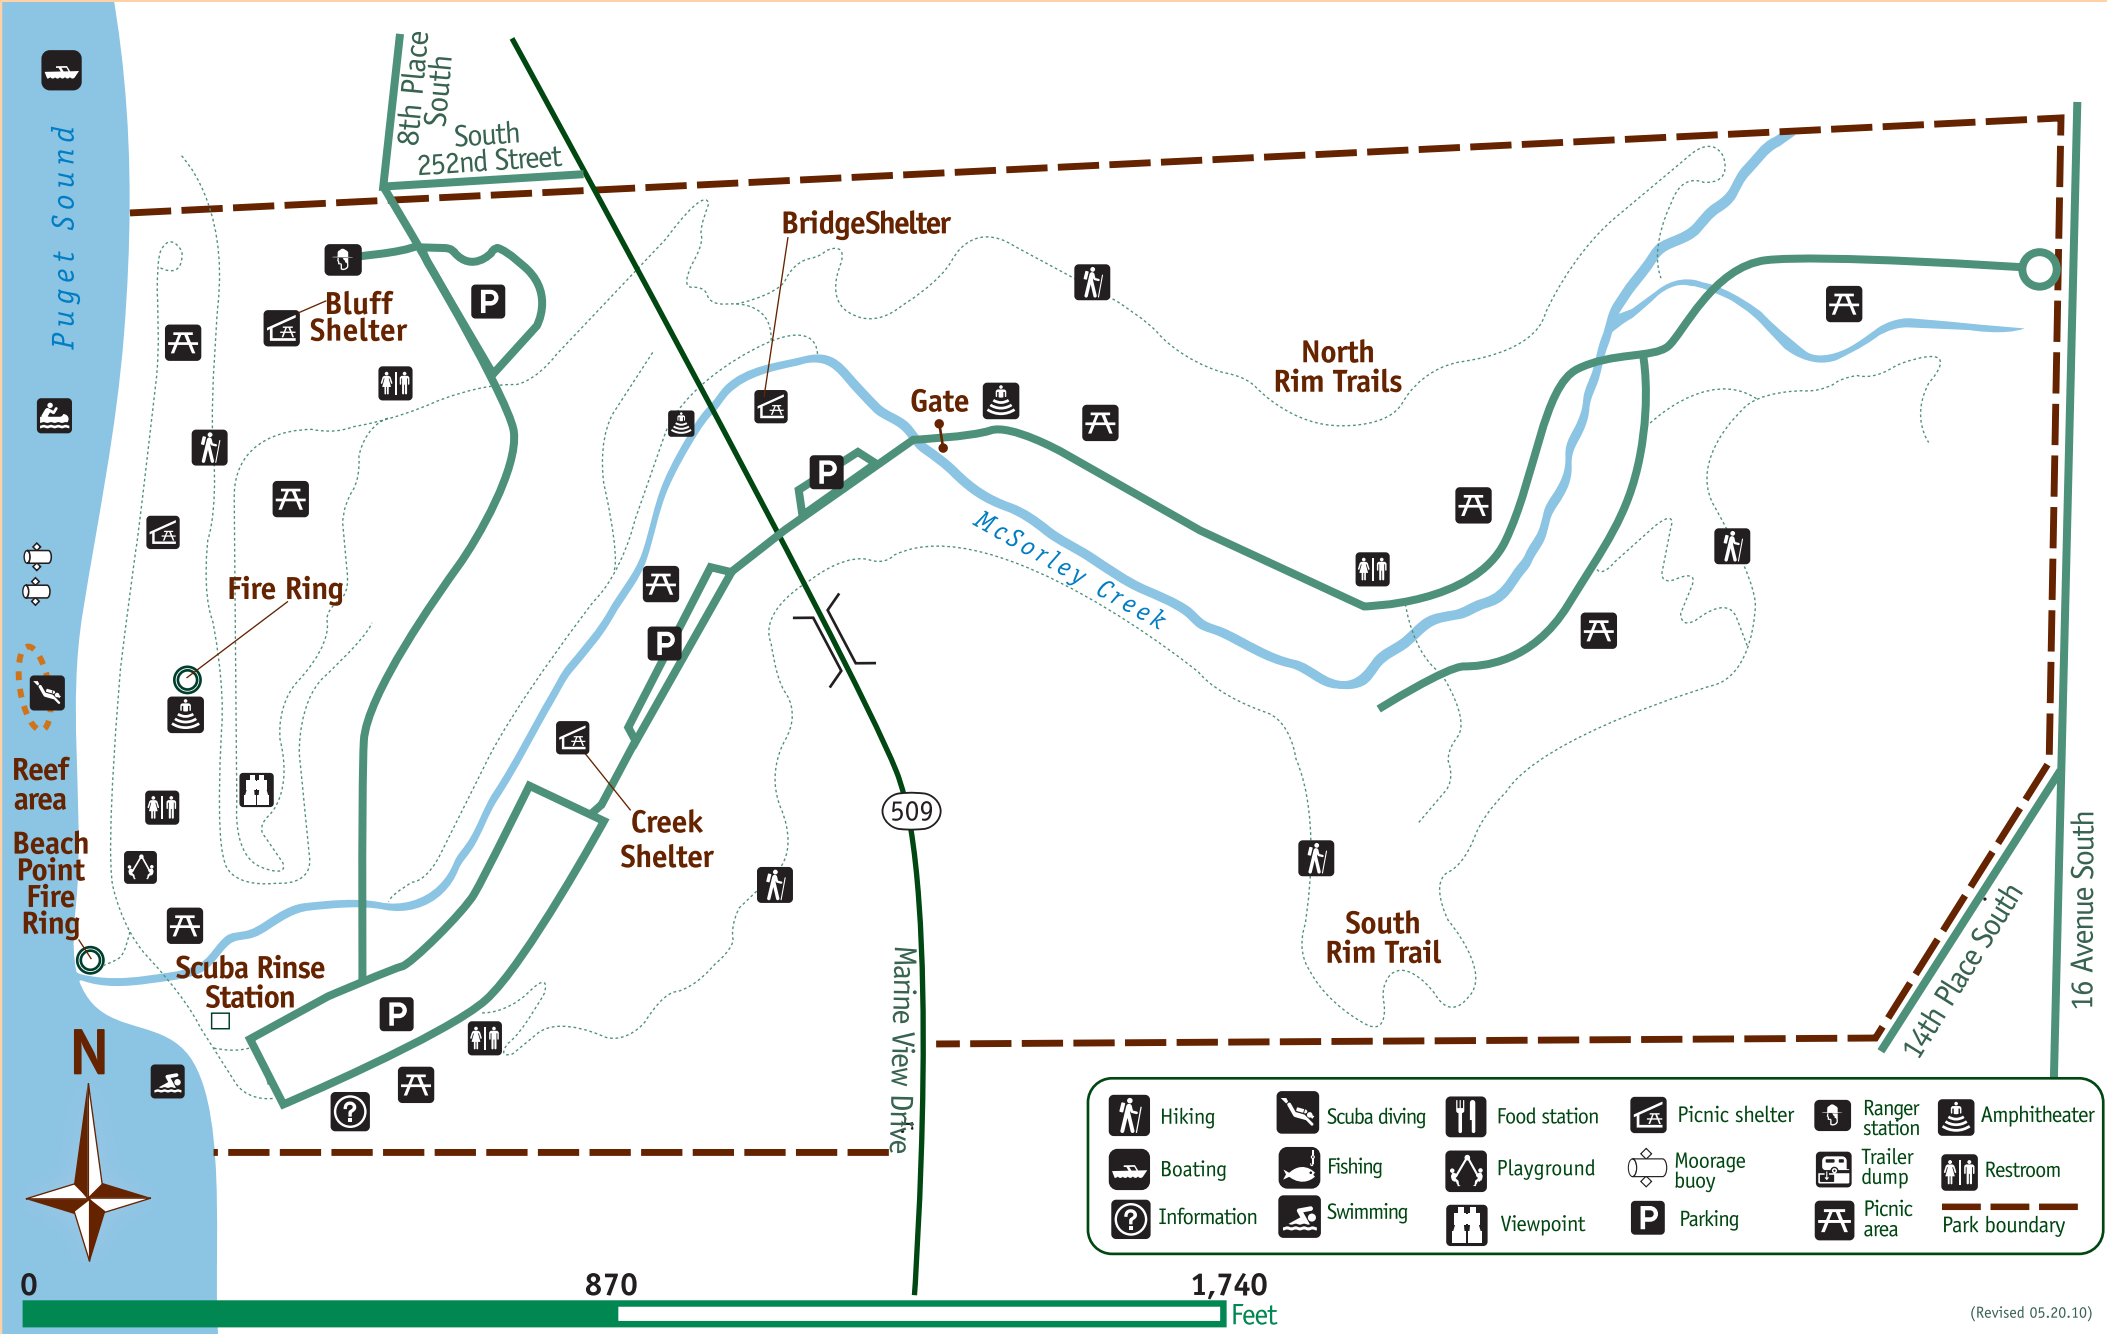 8th Place
South
South
252nd Street
Puget Sound
BridgeShelter
Bluff
Shelter
P
North
Rim Trails
Gate
P
McSorley Creek
Fire Ring
P
Reef
area
Creek
Shelter
509
Beach
Point
Fire
Ring
South
Rim Trail
Scuba Rinse
Station
P
Marine View Drive
14th Place South
16 Avenue South
N
?
Hiking
Scuba diving
Food station
Picnic shelter
Ranger
station
Amphitheater
Boating
Fishing
Playground
Moorage
buoy
Trailer
dump
Restroom
?
Information
Swimming
Viewpoint
P
Parking
Picnic
area
Park boundary
0
870
1,740
Feet
(Revised 05.20.10)